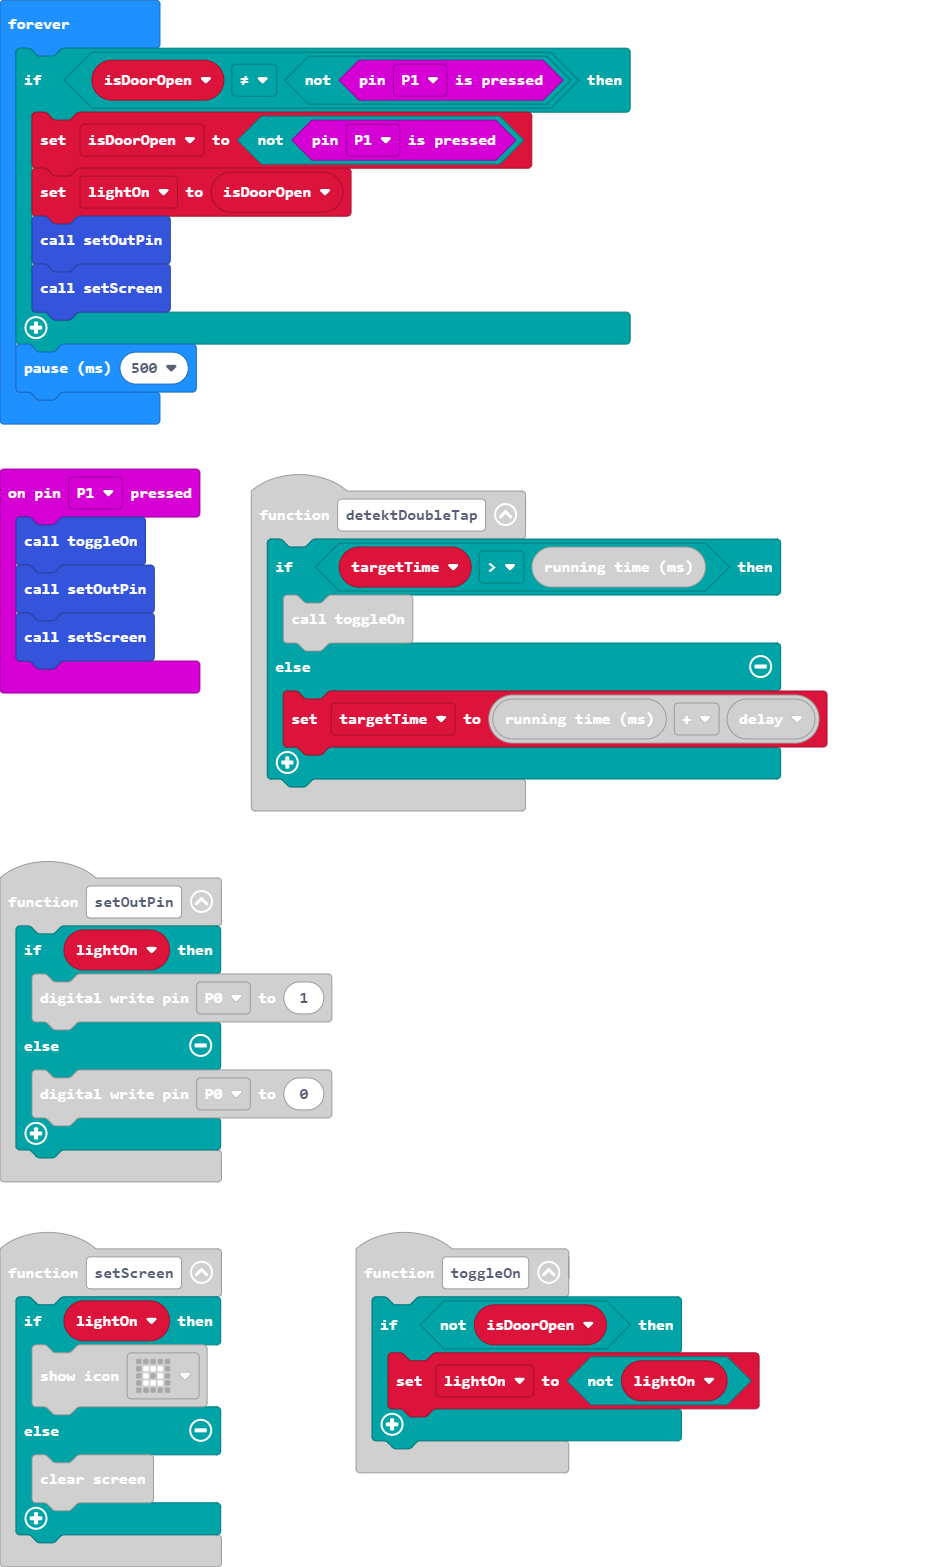 forever
if isDoorOpen ≠ not pin P1 is pressed then
set isDoorOpen to not pin P1 is pressed
set lightOn to isDoorOpen
call setOutPin
call setScreen
pause (ms) 500
on pin P1 pressed
call toggleOn
call setOutPin
call setScreen
function detektDoubleTap
if targetTime > running time (ms) then
call toggleOn
else
set targetTime to running time (ms) + delay
function setOutPin
if lightOn then
digital write pin P0 to 1
else
digital write pin P0 to 0
function setScreen
if lightOn then
show icon
else
clear screen
function toggleOn
if not isDoorOpen then
set lightOn to not lightOn